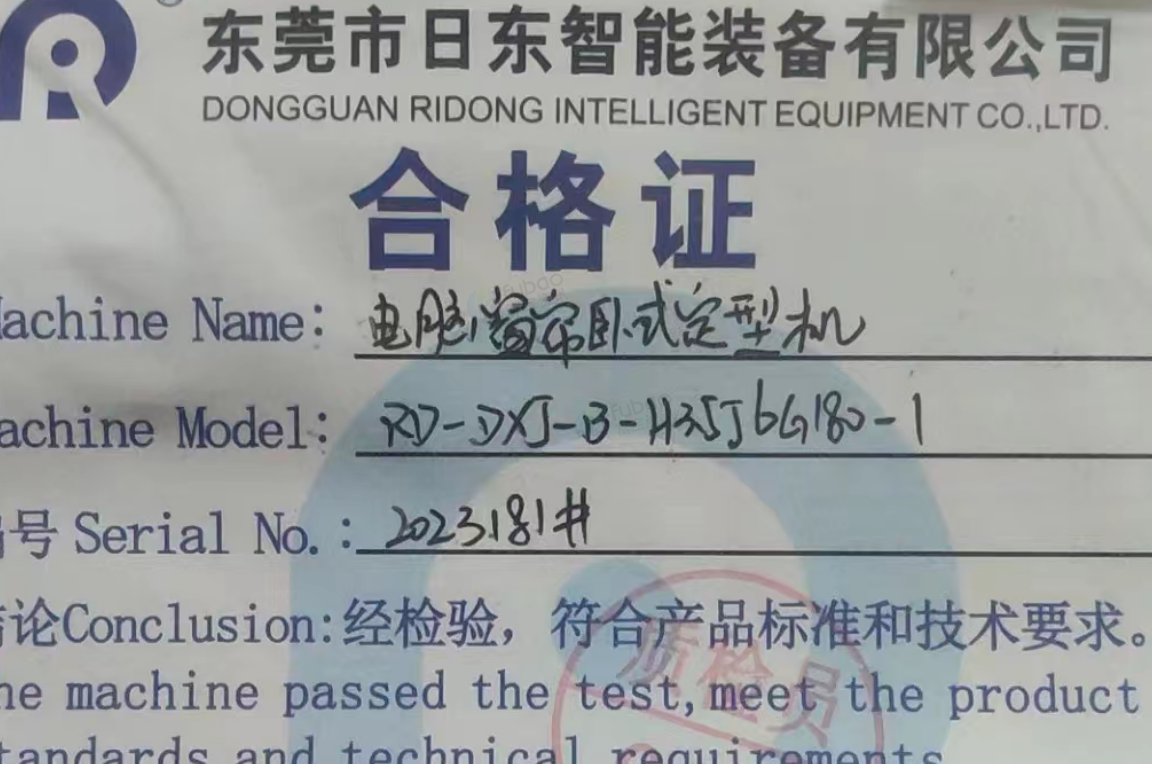 东莞市日东智能装备有限公司
DONGGUAN RIDONG INTELLIGENT EQUIPMENT CO.,LTD.
合格证
achine Name: 电脑窗帘卧式定型机
achine Model: RD-DXJ-B-H35J6G180-1
号 Serial No.: 2023181#
论Conclusion:经检验，符合产品标准和技术要求。
he machine passed the test,meet the product
tandards and technical requirements
质检员